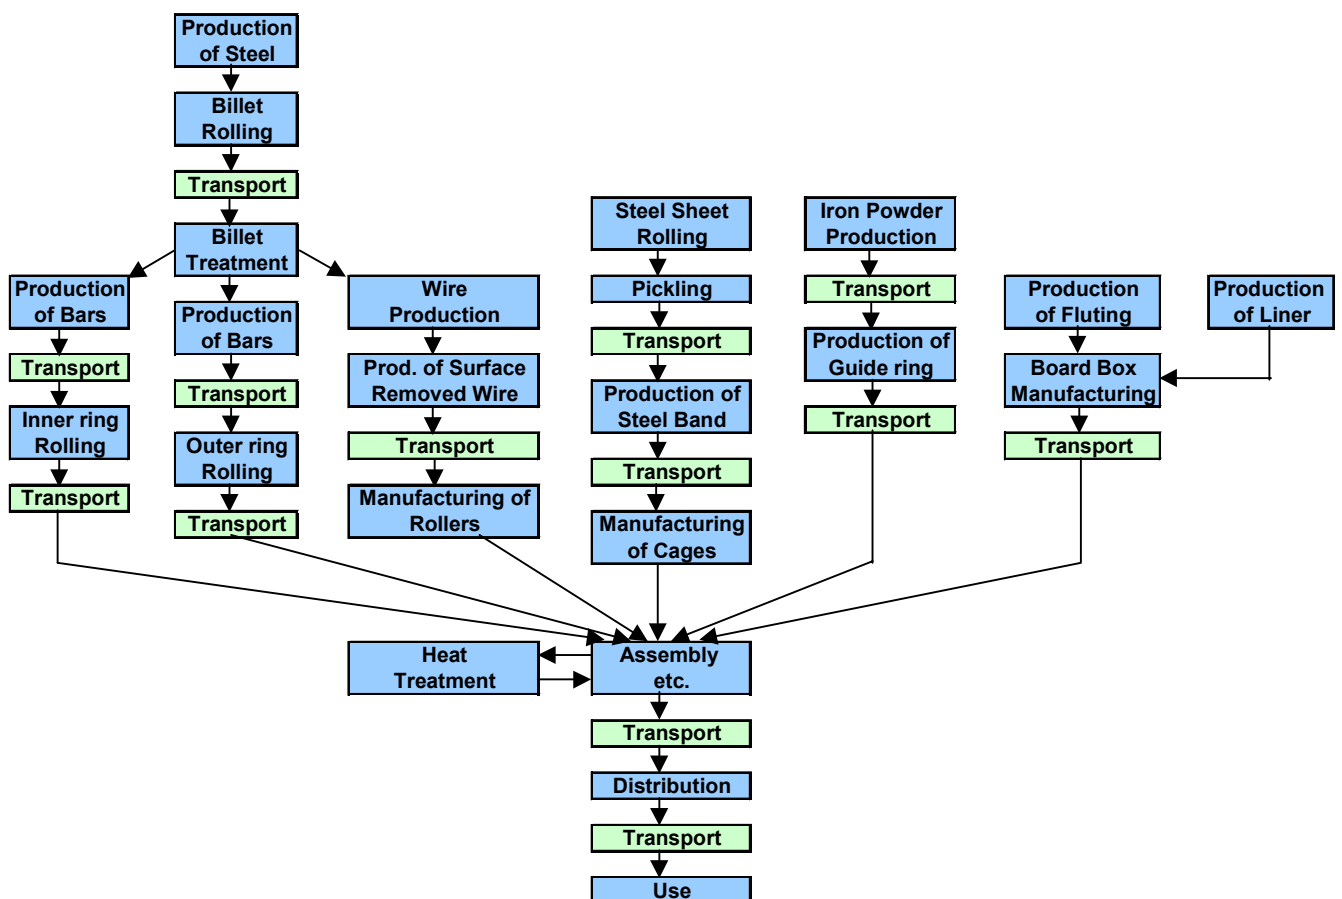 Production
of Steel
Billet
Rolling
Transport
Billet
Treatment
Production
of Bars
Transport
Inner ring
Rolling
Transport
Production
of Bars
Transport
Outer ring
Rolling
Transport
Wire
Production
Prod. of Surface
Removed Wire
Transport
Manufacturing of
Rollers
Steel Sheet
Rolling
Pickling
Transport
Production of
Steel Band
Transport
Manufacturing
of Cages
Iron Powder
Production
Transport
Production of
Guide ring
Transport
Production
of Fluting
Production
of Liner
Board Box
Manufacturing
Transport
Heat
Treatment
Assembly
etc.
Transport
Distribution
Transport
Use